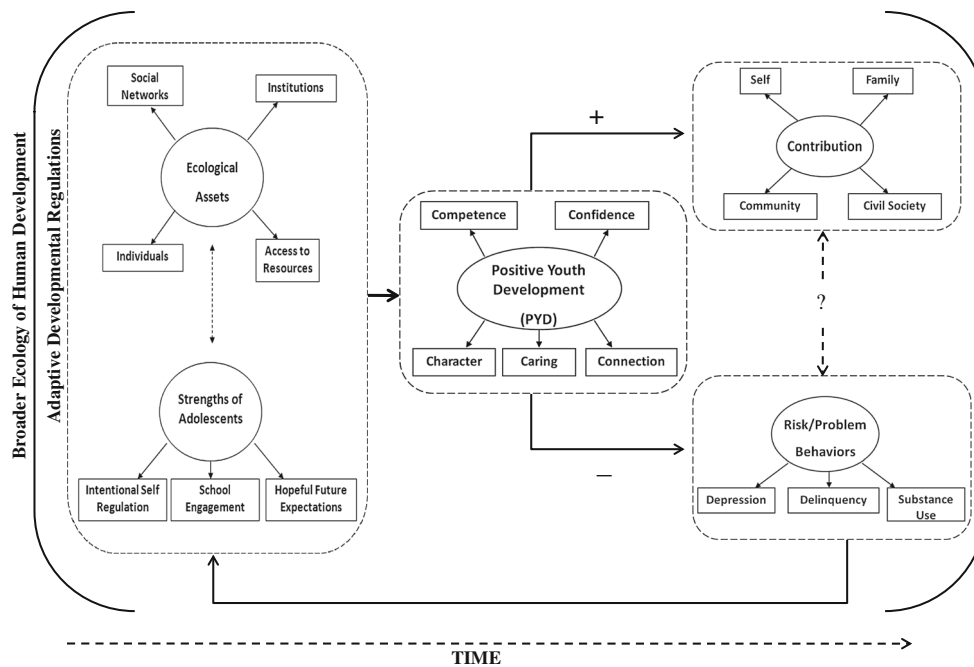 Broader Ecology of Human Development
Adaptive Developmental Regulations
Social
Networks
Institutions
Ecological
Assets
Individuals
Access to
Resources
Strengths of
Adolescents
Intentional Self
Regulation
School
Engagement
Hopeful Future
Expectations
Competence
Confidence
Positive Youth
Development
(PYD)
Character
Caring
Connection
+
−
Self
Family
Contribution
Community
Civil Society
?
Risk/Problem
Behaviors
Depression
Delinquency
Substance
Use
TIME